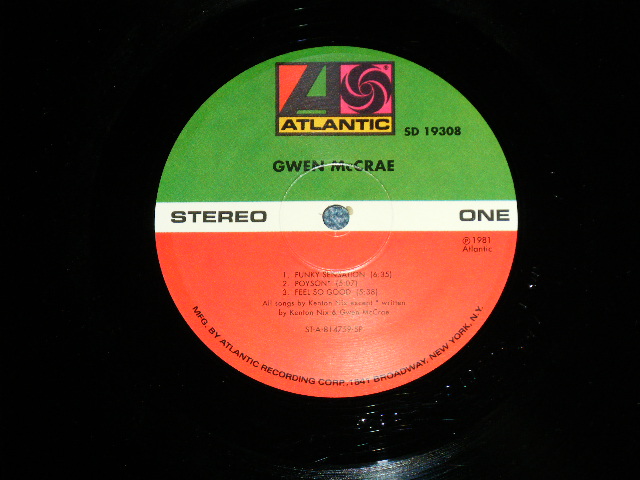 ATLANTIC
SD 19308
GWEN McCRAE
STEREO
ONE
℗ 1981
Atlantic
1. FUNKY SENSATION (6:35)
2. POYSON* (5:07)
3. FEEL SO GOOD (5:38)
All songs by Kenton Nix except * written
by Kenton Nix & Gwen McCrae
ST-A-814759-SP
MFG. BY ATLANTIC RECORDING CORP., 1841 BROADWAY, NEW YORK, N.Y.